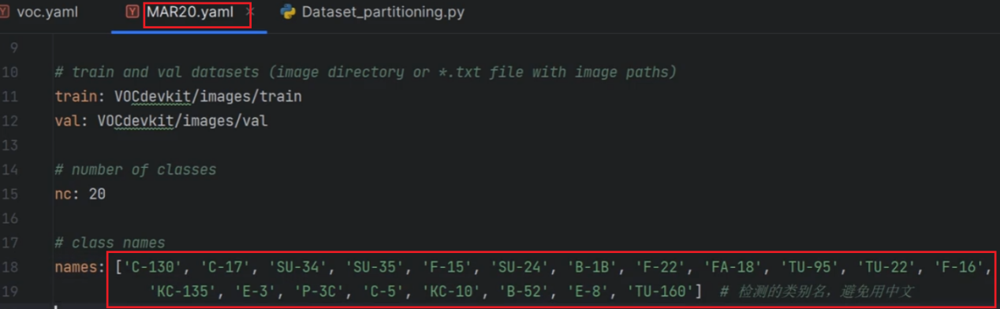 voc.yaml MAR20.yaml × Dataset_partitioning.py
9
10 # train and val datasets (image directory or *.txt file with image paths)
11 train: VOCdevkit/images/train
12 val: VOCdevkit/images/val
13
14 # number of classes
15 nc: 20
16
17 # class names
18 names: ['C-130', 'C-17', 'SU-34', 'SU-35', 'F-15', 'SU-24', 'B-1B', 'F-22', 'FA-18', 'TU-95', 'TU-22', 'F-16',
19 'KC-135', 'E-3', 'P-3C', 'C-5', 'KC-10', 'B-52', 'E-8', 'TU-160'] # 检测的类别名，避免用中文